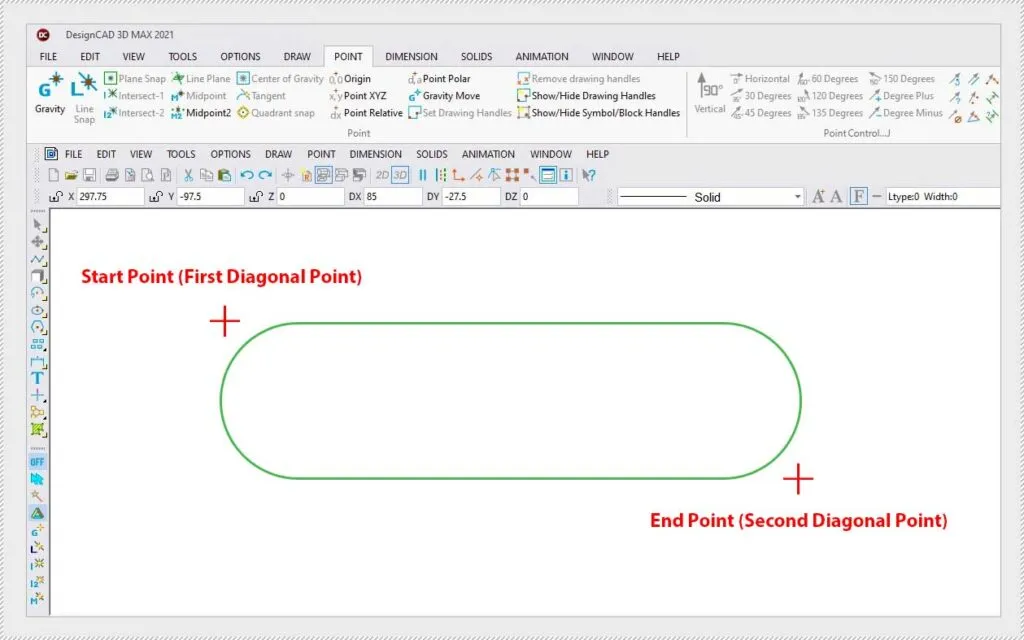 DC DesignCAD 3D MAX 2021
FILE EDIT VIEW TOOLS OPTIONS DRAW POINT DIMENSION SOLIDS ANIMATION WINDOW HELP
Gravity
Line Snap
Plane Snap Line Plane Center of Gravity Origin Point Polar Remove drawing handles
Intersect-1 Midpoint Tangent Point XYZ Gravity Move Show/Hide Drawing Handles
Intersect-2 Midpoint2 Quadrant snap Point Relative Set Drawing Handles Show/Hide Symbol/Block Handles
Point
90°
Vertical
Horizontal 60 Degrees 150 Degrees
30 Degrees 120 Degrees Degree Plus
45 Degrees 135 Degrees Degree Minus
Point Control...J
FILE EDIT VIEW TOOLS OPTIONS DRAW POINT DIMENSION SOLIDS ANIMATION WINDOW HELP
2D 3D
X 297.75 Y -97.5 Z 0 DX 85 DY -27.5 DZ 0 Solid A A F Ltype:0 Width:0
Start Point (First Diagonal Point)
T
End Point (Second Diagonal Point)
OFF